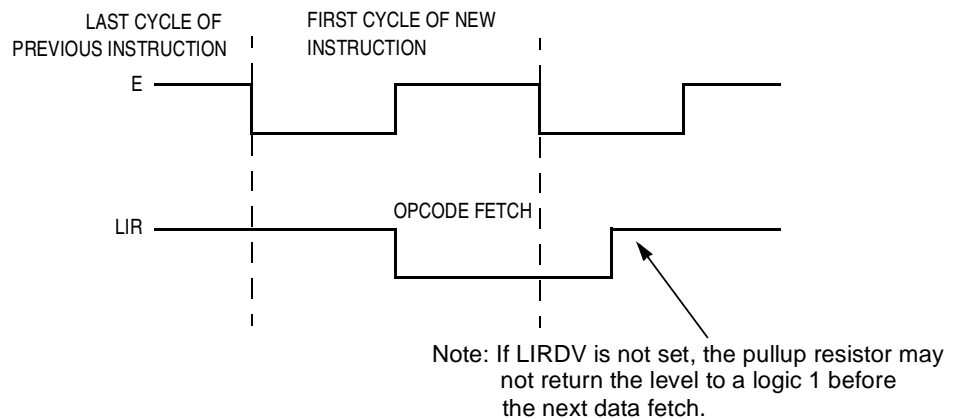 LAST CYCLE OF
PREVIOUS INSTRUCTION
FIRST CYCLE OF NEW
INSTRUCTION
E
OPCODE FETCH
LIR
Note: If LIRDV is not set, the pullup resistor may
not return the level to a logic 1 before
the next data fetch.